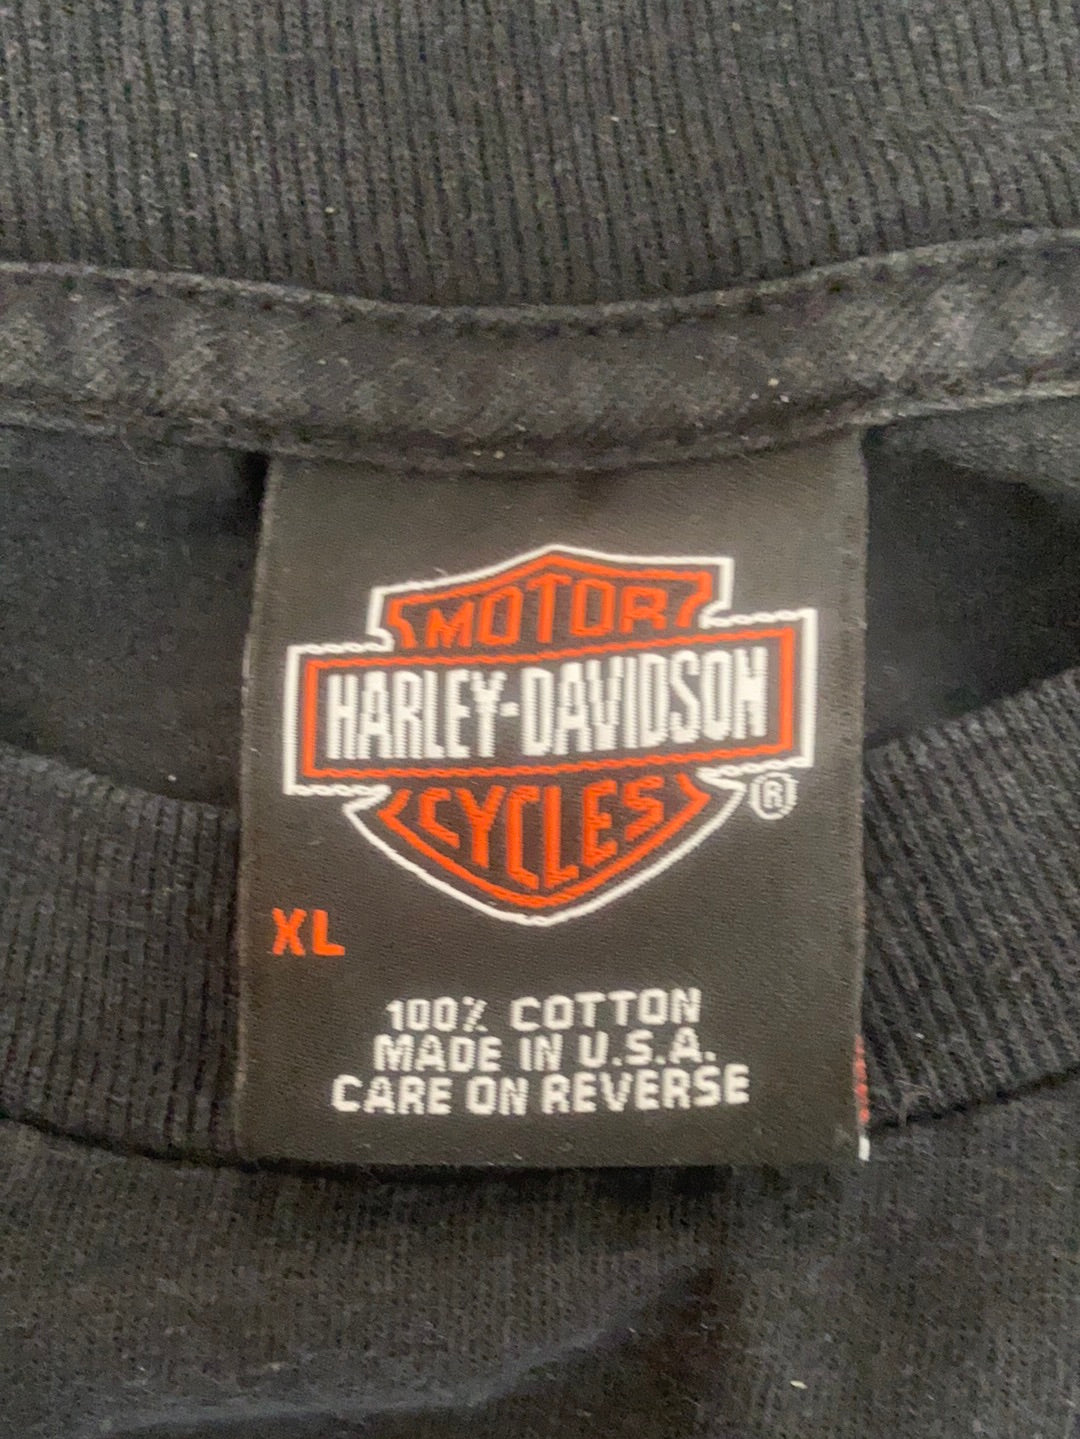 MOTOR
HARLEY-DAVIDSON
CYCLES
®
XL
100% COTTON
MADE IN U.S.A.
CARE ON REVERSE